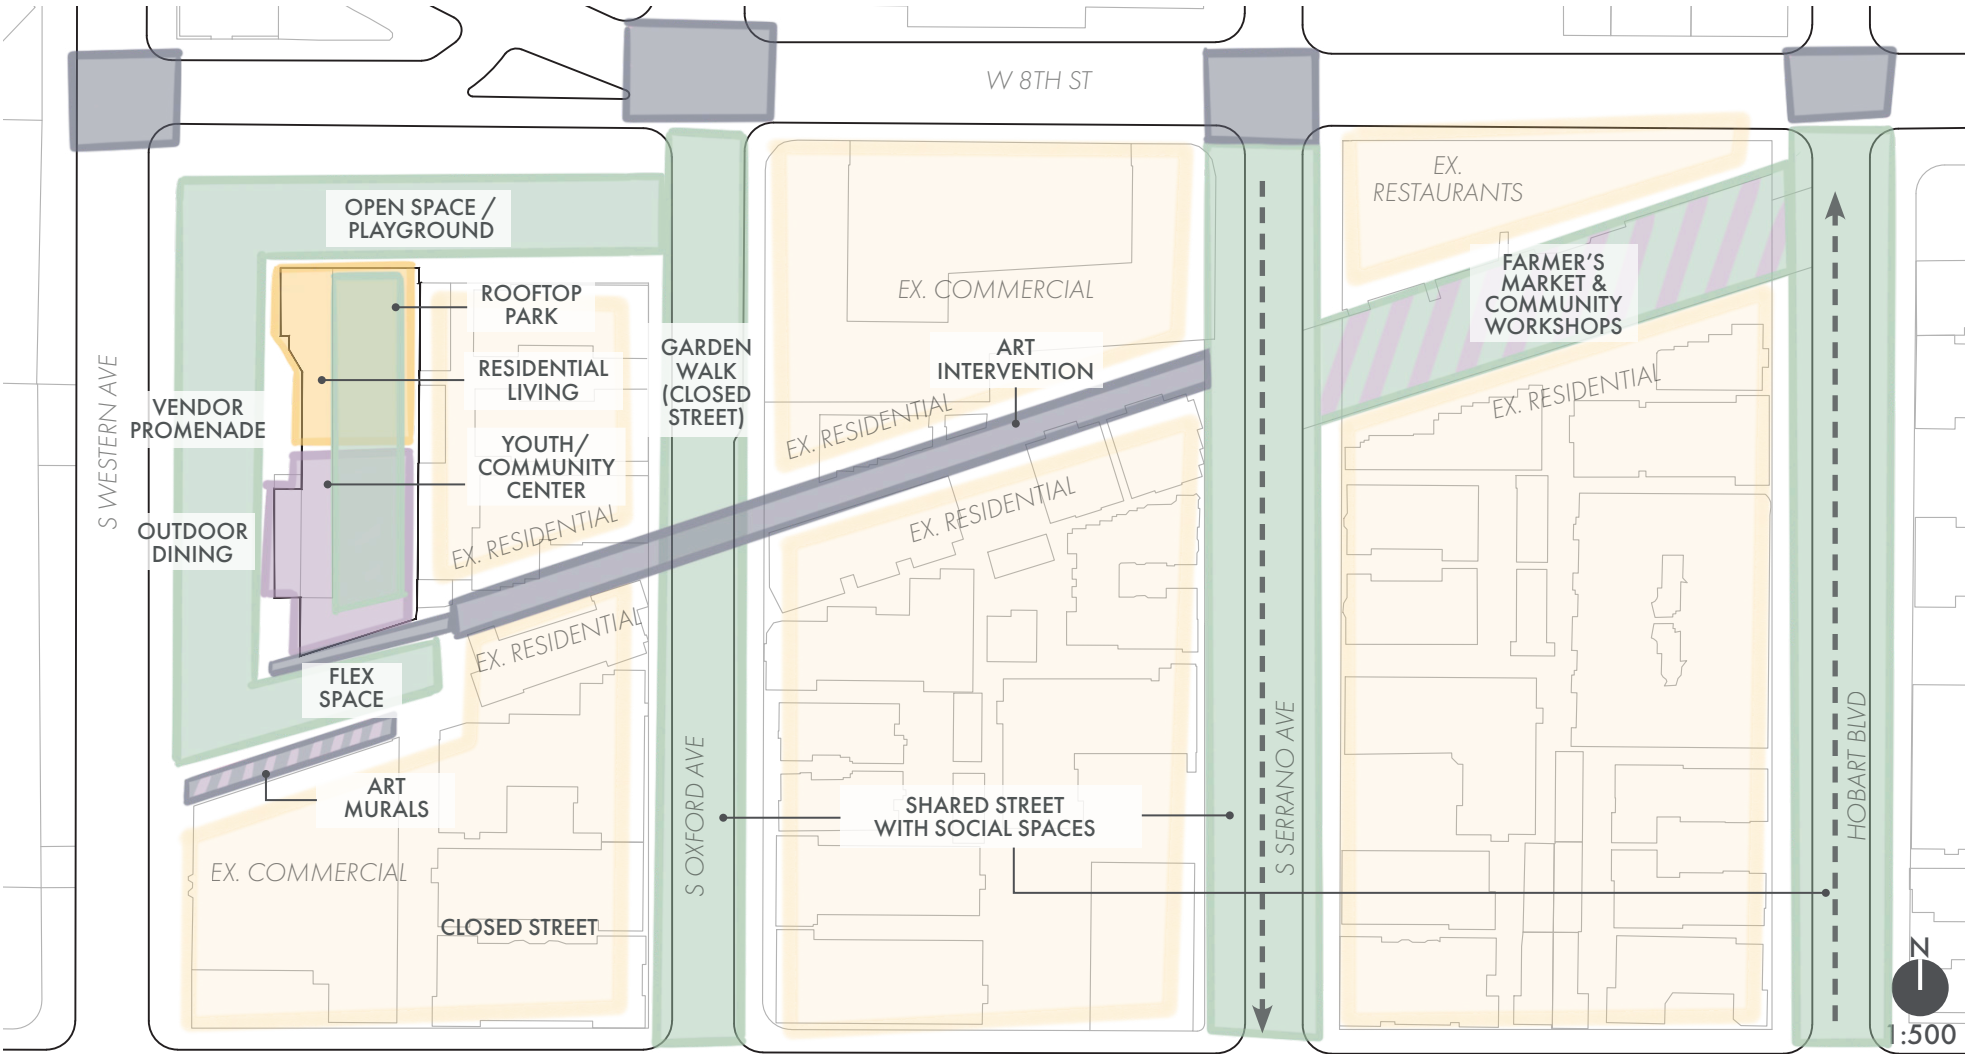 W 8TH ST
OPEN SPACE /
PLAYGROUND
EX.
RESTAURANTS
ROOFTOP
PARK
RESIDENTIAL
LIVING
YOUTH/
COMMUNITY
CENTER
VENDOR
PROMENADE
OUTDOOR
DINING
S WESTERN AVE
GARDEN
WALK
(CLOSED
STREET)
EX. COMMERCIAL
ART
INTERVENTION
FARMER'S
MARKET &
COMMUNITY
WORKSHOPS
EX. RESIDENTIAL
EX. RESIDENTIAL
EX. RESIDENTIAL
EX. RESIDENTIAL
EX. RESIDENTIAL
FLEX
SPACE
ART
MURALS
EX. COMMERCIAL
CLOSED STREET
S OXFORD AVE
SHARED STREET
WITH SOCIAL SPACES
S SERRANO AVE
HOBART BLVD
N
1:500